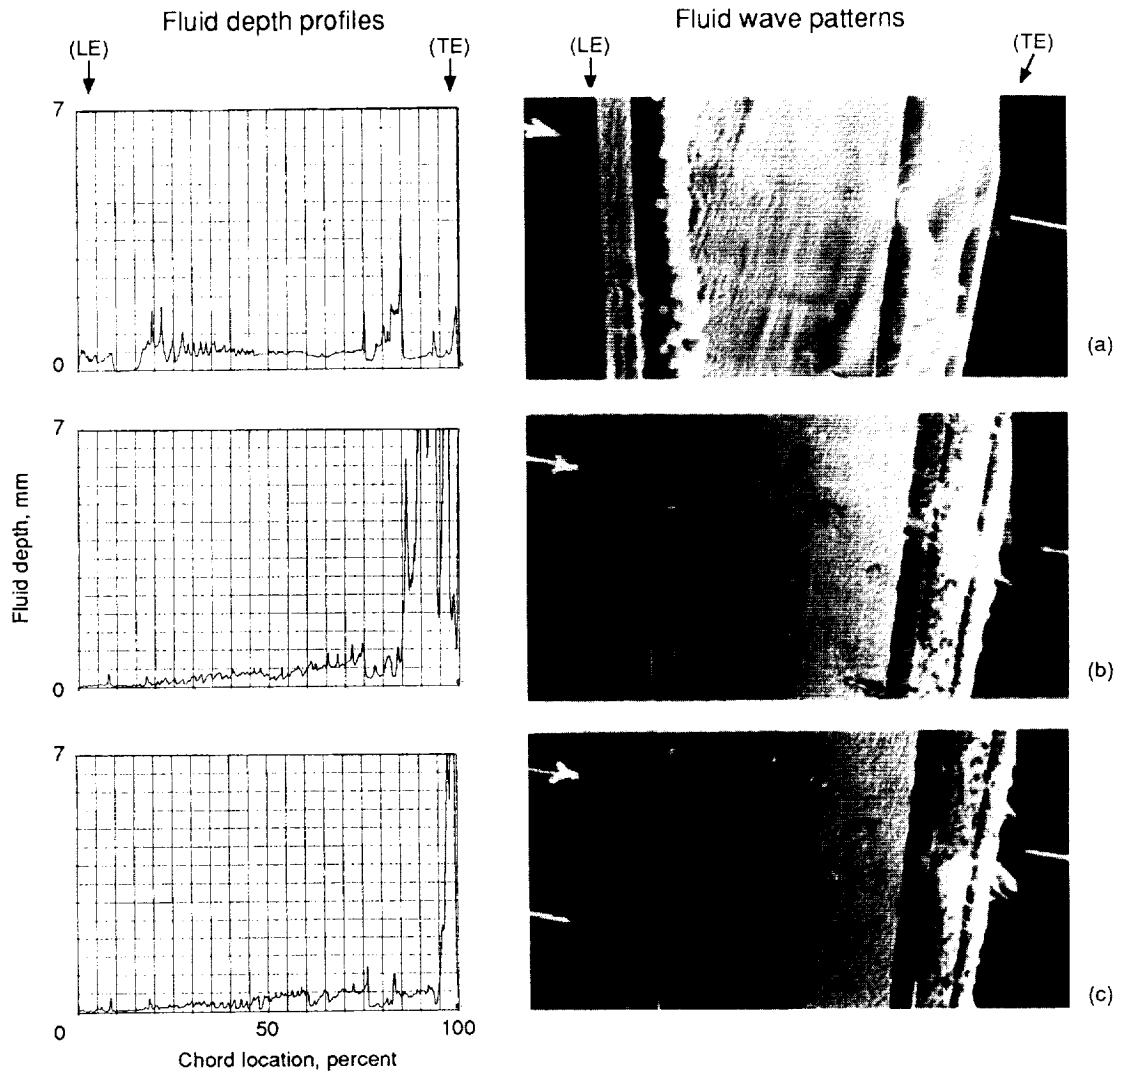 Fluid depth profiles
Fluid wave patterns
(LE)
(TE)
(LE)
(TE)
7
0
(a)
7
0
(b)
Fluid depth, mm
7
0
50
100
(c)
Chord location, percent